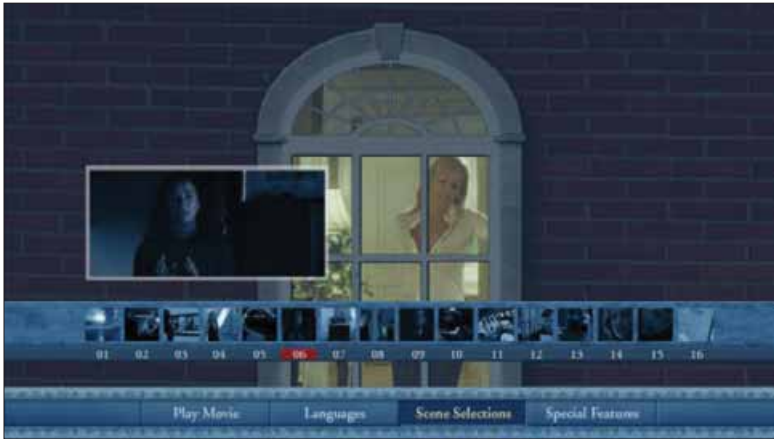 01 02 03 04 05 06 07 08 09 10 11 12 13 14 15 16
Play Movie Languages Scene Selections Special Features